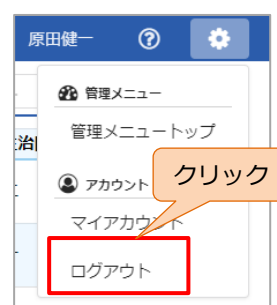 原田健一
管理メニュー
管理メニュートップ
治
アカウント
クリック
マイアカウント
ログアウト